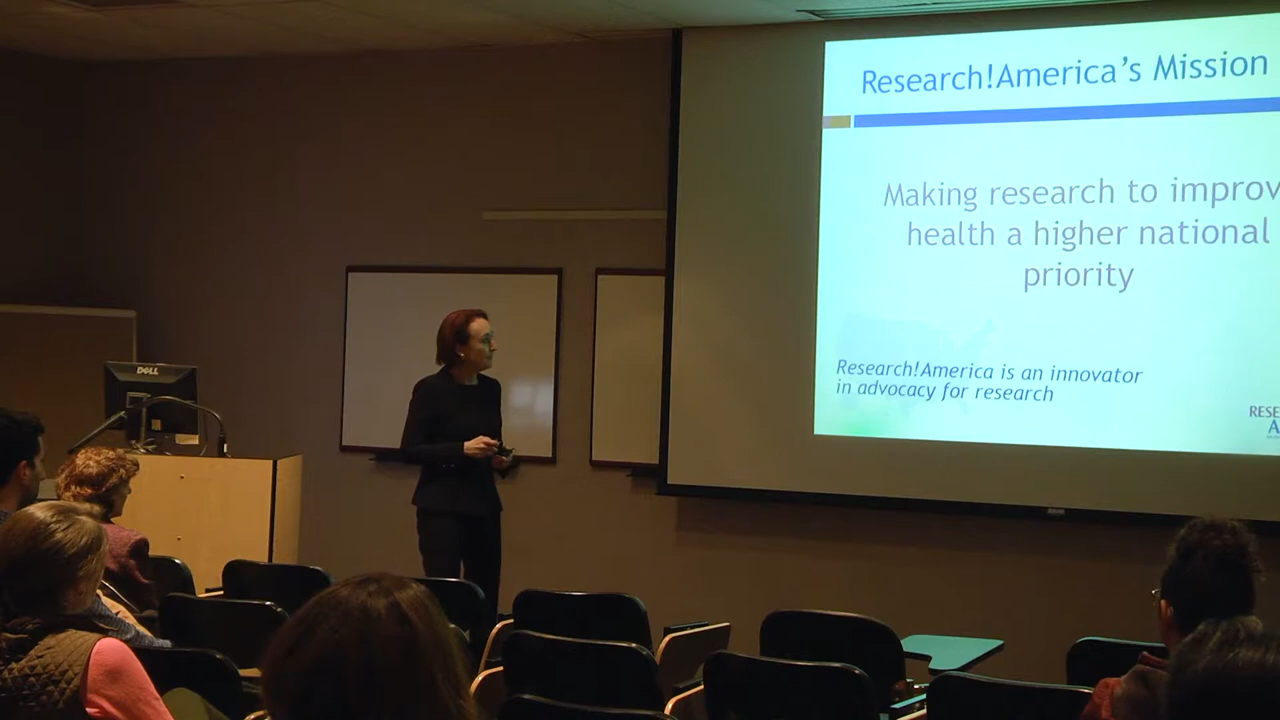 Research!America's Mission
Making research to improv
health a higher national
priority
Research!America is an innovator
in advocacy for research
RESE
A
DELL